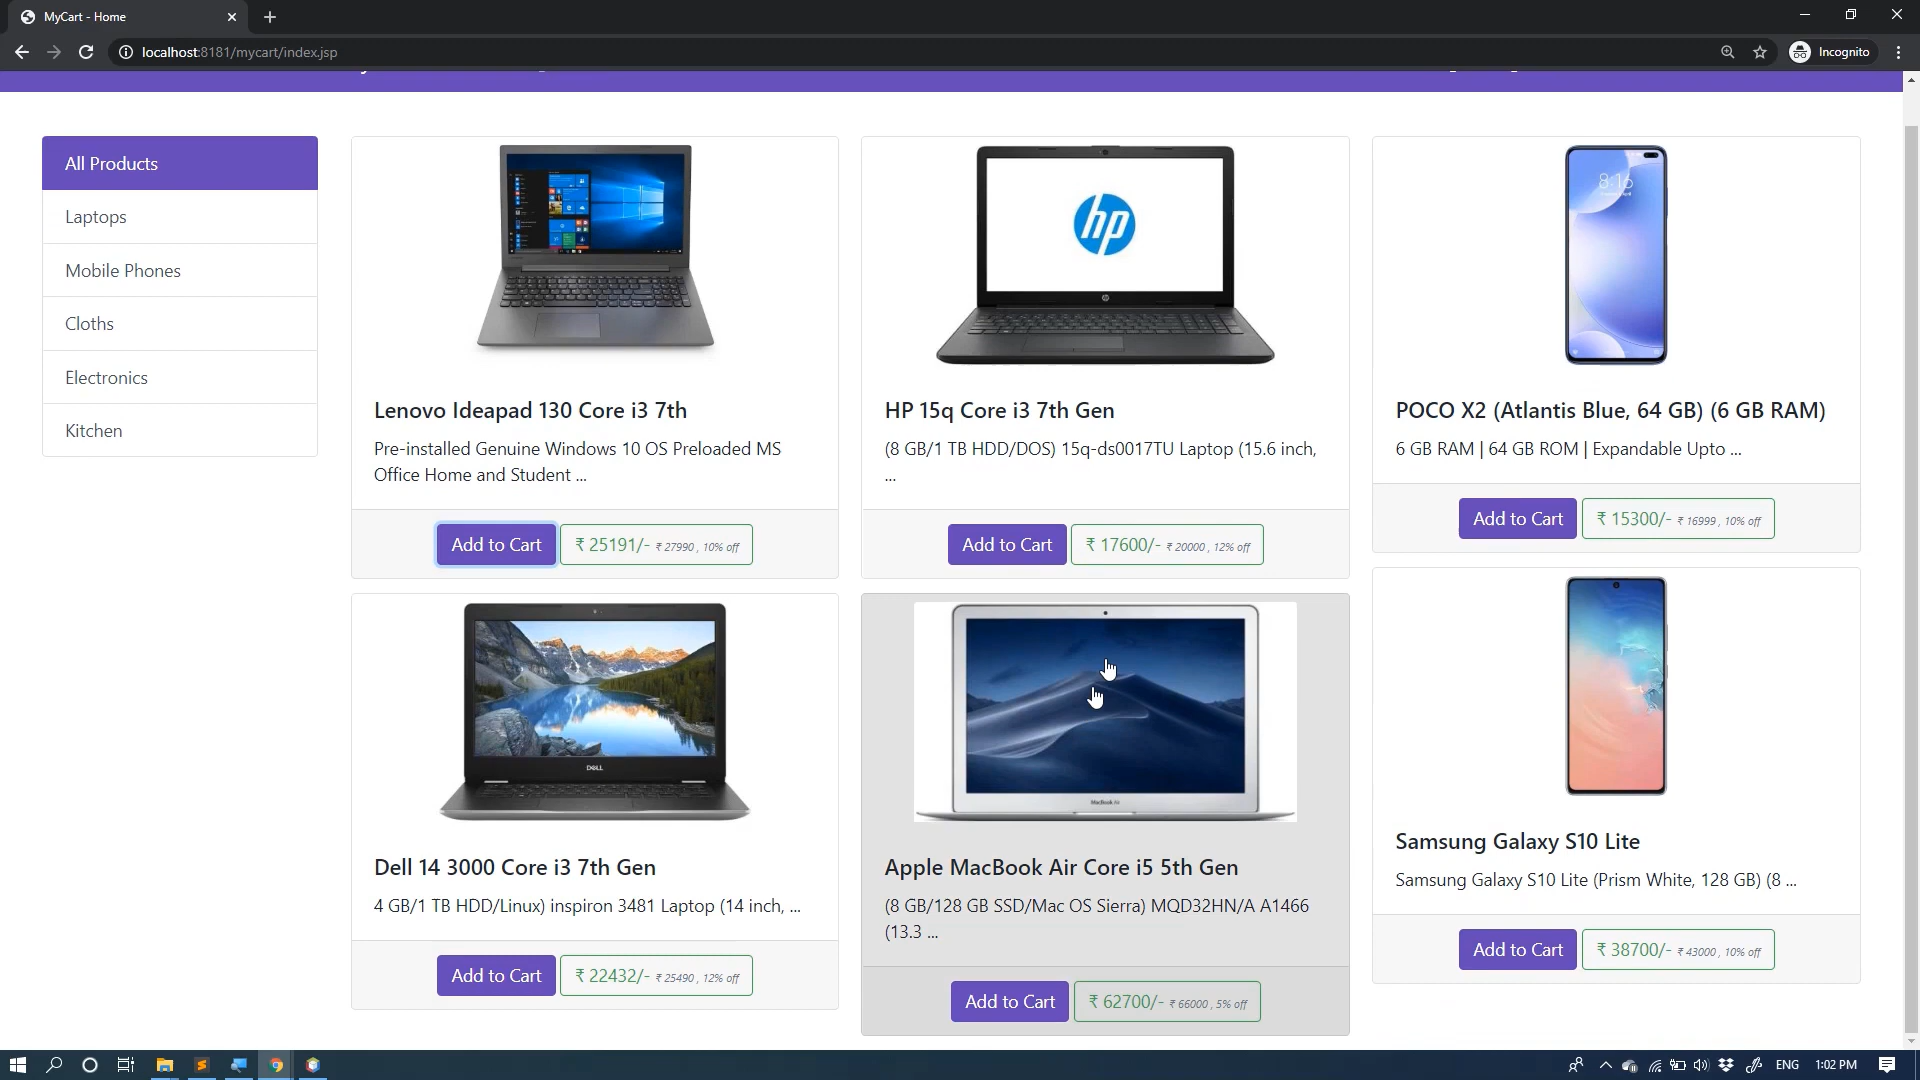 MyCart - Home
localhost:8181/mycart/index.jsp
Incognito
All Products
Laptops
Mobile Phones
Cloths
Electronics
Kitchen
hp
Lenovo Ideapad 130 Core i3 7th
Pre-installed Genuine Windows 10 OS Preloaded MS
Office Home and Student ...
Add to Cart
₹ 25191/- ₹ 27990 , 10% off
HP 15q Core i3 7th Gen
(8 GB/1 TB HDD/DOS) 15q-ds0017TU Laptop (15.6 inch,
...
Add to Cart
₹ 17600/- ₹ 20000 , 12% off
8:16
POCO X2 (Atlantis Blue, 64 GB) (6 GB RAM)
6 GB RAM | 64 GB ROM | Expandable Upto ...
Add to Cart
₹ 15300/- ₹ 16999 , 10% off
DELL
Dell 14 3000 Core i3 7th Gen
4 GB/1 TB HDD/Linux) inspiron 3481 Laptop (14 inch, ...
Add to Cart
₹ 22432/- ₹ 25490 , 12% off
MacBook Air
Apple MacBook Air Core i5 5th Gen
(8 GB/128 GB SSD/Mac OS Sierra) MQD32HN/A A1466
(13.3 ...
Add to Cart
₹ 62700/- ₹ 66000 , 5% off
Samsung Galaxy S10 Lite
Samsung Galaxy S10 Lite (Prism White, 128 GB) (8 ...
Add to Cart
₹ 38700/- ₹ 43000 , 10% off
ENG
1:02 PM